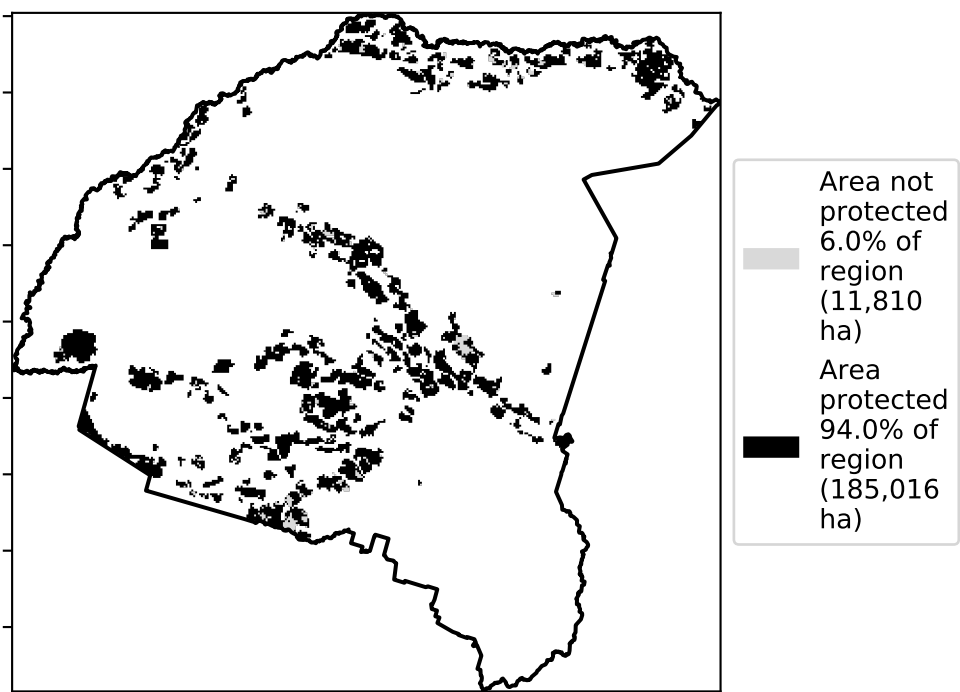 Area not
protected
6.0% of
region
(11,810
ha)
Area
protected
94.0% of
region
(185,016
ha)